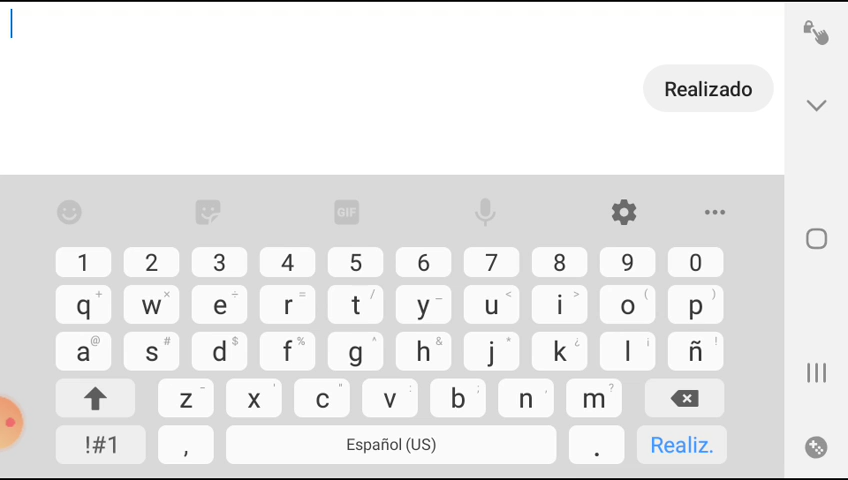 Realizado
GIF
1 2 3 4 5 6 7 8 9 0
q + w × e ÷ r = t / y _ u < i > o ( p )
a @ s # d $ f % g ^ h & j * k ¿ l ¡ ñ !
z - x ' c " v : b ; n , m ?
!#1 , Español (US) . Realiz.